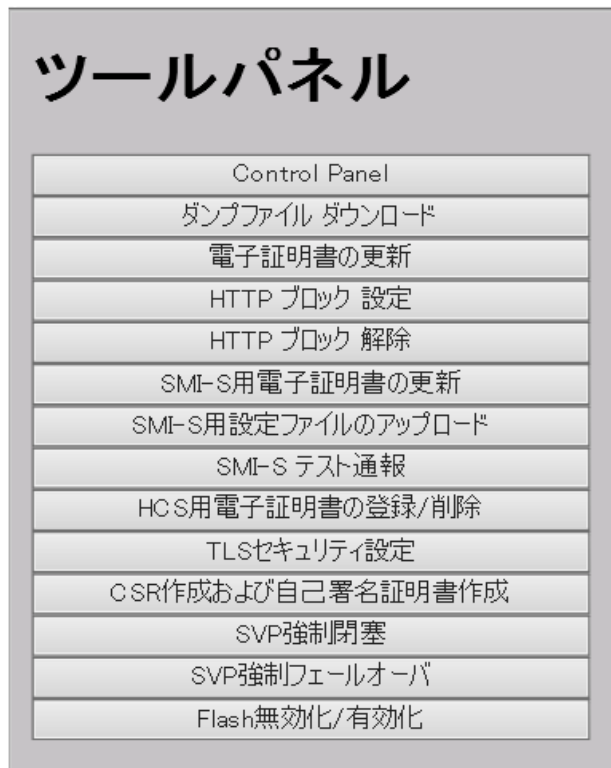 ツールパネル
Control Panel
ダンプファイル ダウンロード
電子証明書の更新
HTTP ブロック 設定
HTTP ブロック 解除
SMI-S用電子証明書の更新
SMI-S用設定ファイルのアップロード
SMI-S テスト通報
HCS用電子証明書の登録/削除
TLSセキュリティ設定
CSR作成および自己署名証明書作成
SVP強制閉塞
SVP強制フェールオーバ
Flash無効化/有効化